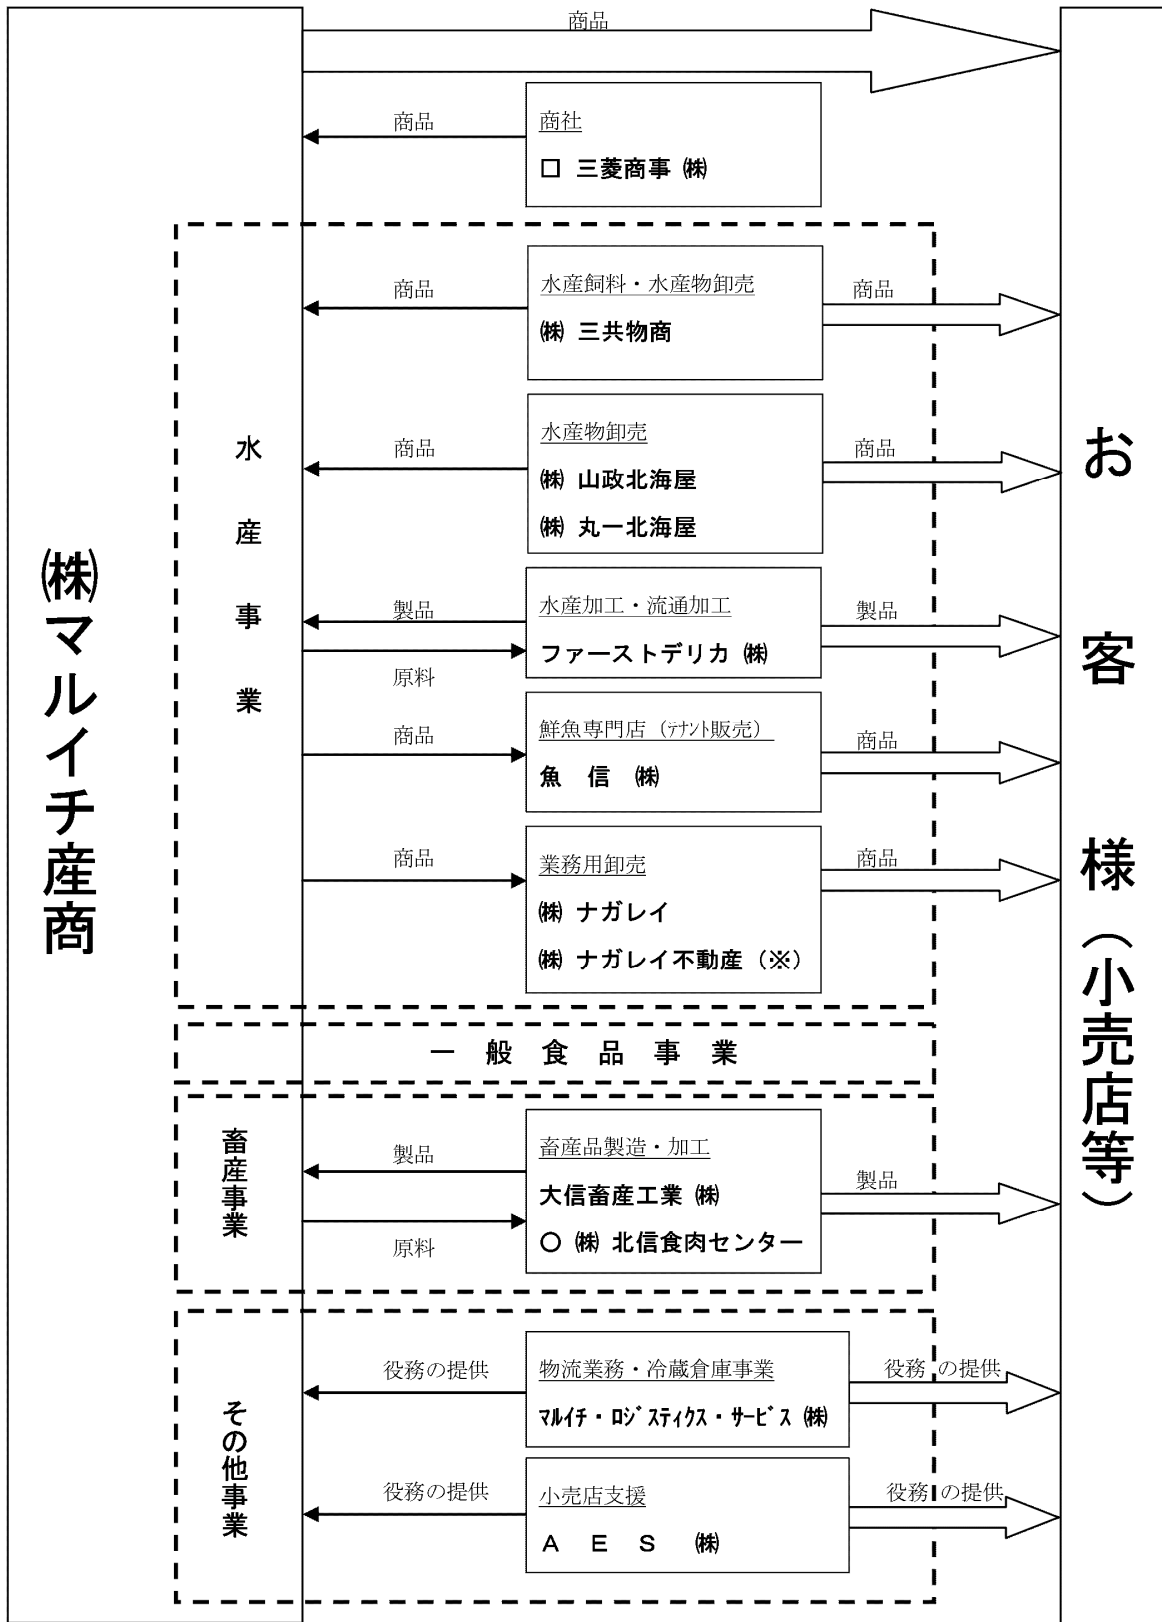 商品
商品
商社
□ 三菱商事 ㈱
商品
水産飼料・水産物卸売
㈱ 三共物商
商品
商品
水産物卸売
㈱ 山政北海屋
㈱ 丸一北海屋
商品
製品
原料
水産加工・流通加工
ファーストデリカ ㈱
製品
商品
鮮魚専門店（ﾃﾅﾝﾄ販売）
魚 信 ㈱
商品
商品
業務用卸売
㈱ ナガレイ
㈱ ナガレイ不動産（※）
商品
水産事業
㈱マルイチ産商
お客様（小売店等）
一般食品事業
畜産事業
製品
原料
畜産品製造・加工
大信畜産工業 ㈱
○ ㈱ 北信食肉センター
製品
その他事業
役務の提供
物流業務・冷蔵倉庫事業
ﾏﾙｲﾁ・ﾛｼﾞｽﾃｨｸｽ・ｻｰﾋﾞｽ ㈱
役務の提供
役務の提供
小売店支援
Ａ Ｅ Ｓ ㈱
役務の提供